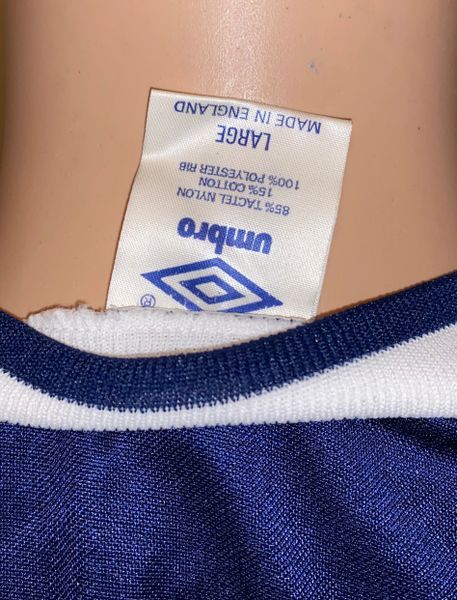 ®
umbro
85% TACTEL NYLON
15% COTTON
100% POLYESTER RIB
LARGE
MADE IN ENGLAND